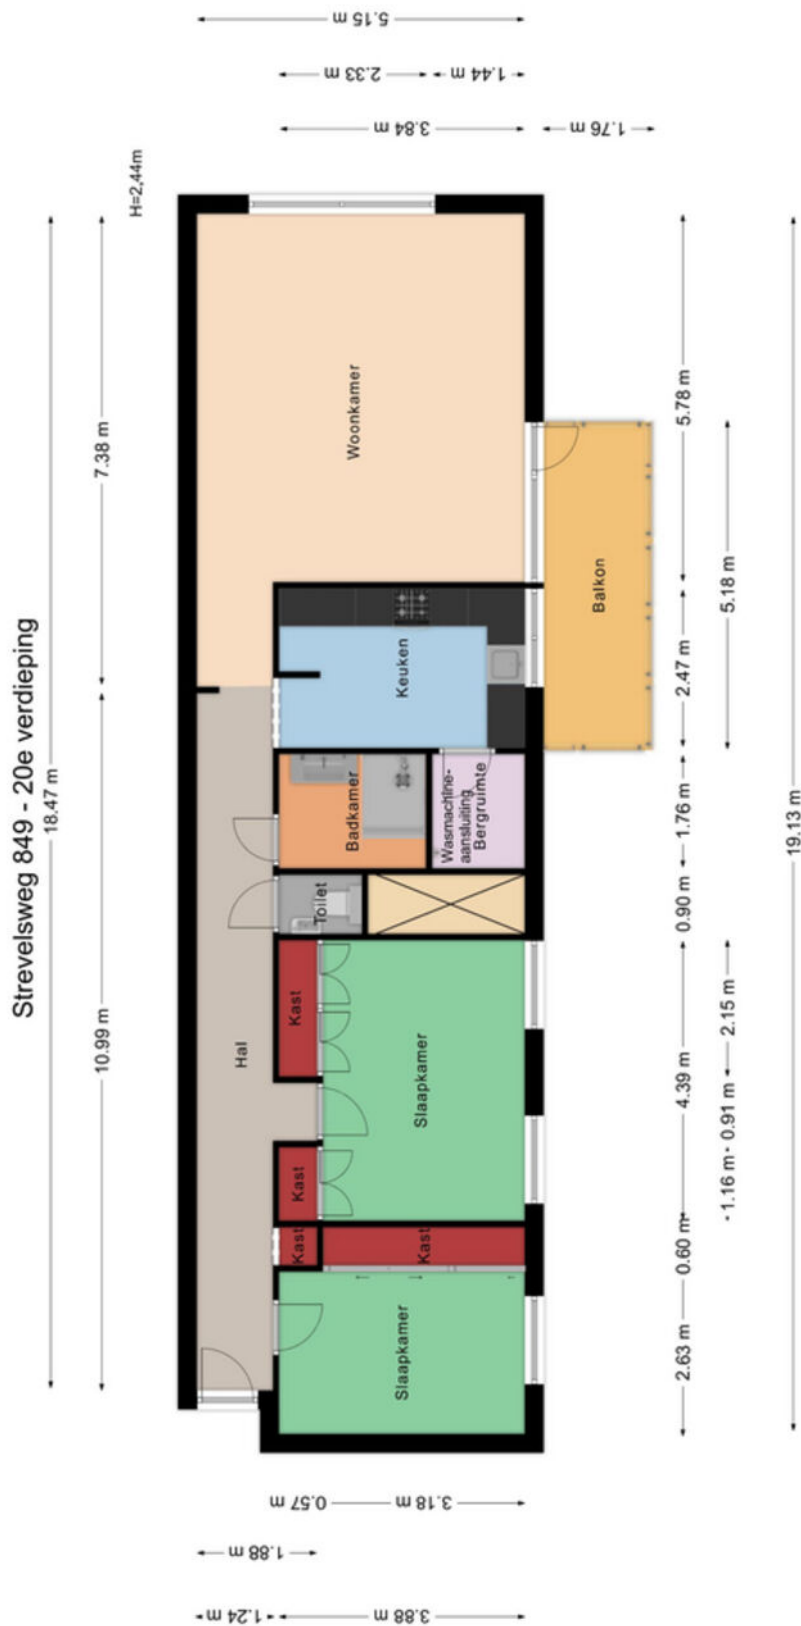 Strevelsweg 849 - 20e verdieping
18.47 m
7.38 m
10.99 m
H=2,44m
5.15 m
2.33 m
1.44 m
3.84 m
1.76 m
Woonkamer
Balkon
Keuken
Badkamer
Wasmachine-
aansluiting
Bergruimte
Toilet
Hal
Kast
Slaapkamer
Kast
Kast
Kast
Slaapkamer
5.78 m
2.47 m
1.76 m
0.90 m
4.39 m
0.60 m
2.63 m
5.18 m
2.15 m
0.91 m
1.16 m
19.13 m
0.57 m
3.18 m
1.88 m
1.24 m
3.88 m